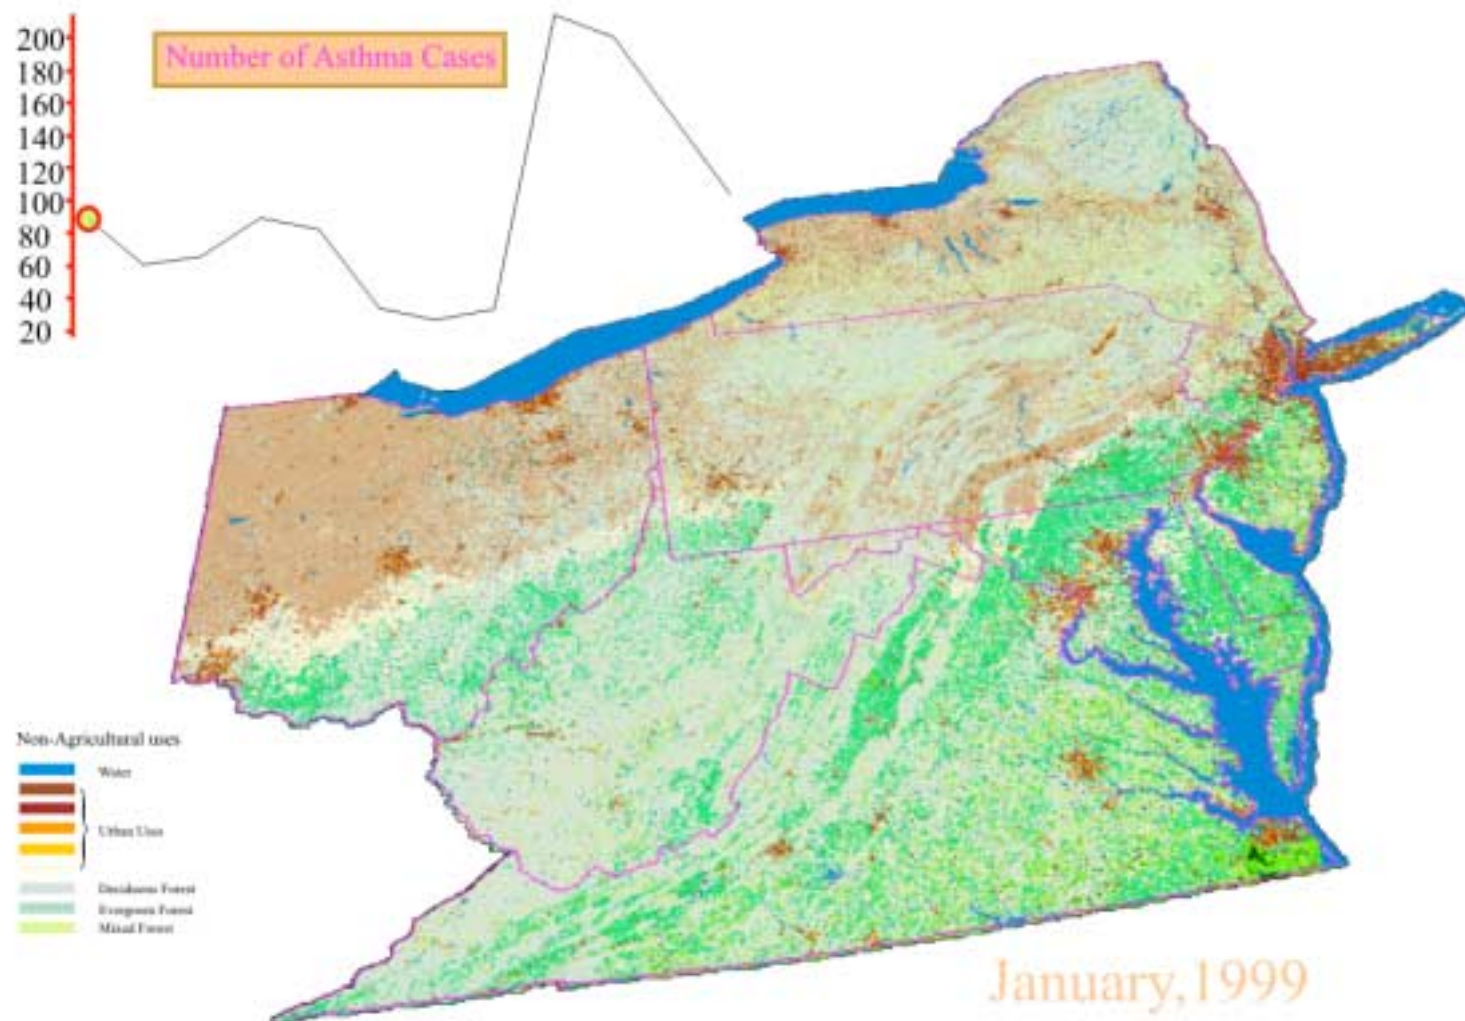 200
180
160
140
120
100
80
60
40
20
Number of Asthma Cases
Non-Agricultural uses
Water
Urban Uses
Deciduous Forest
Evergreen Forest
Mixed Forest
January,1999